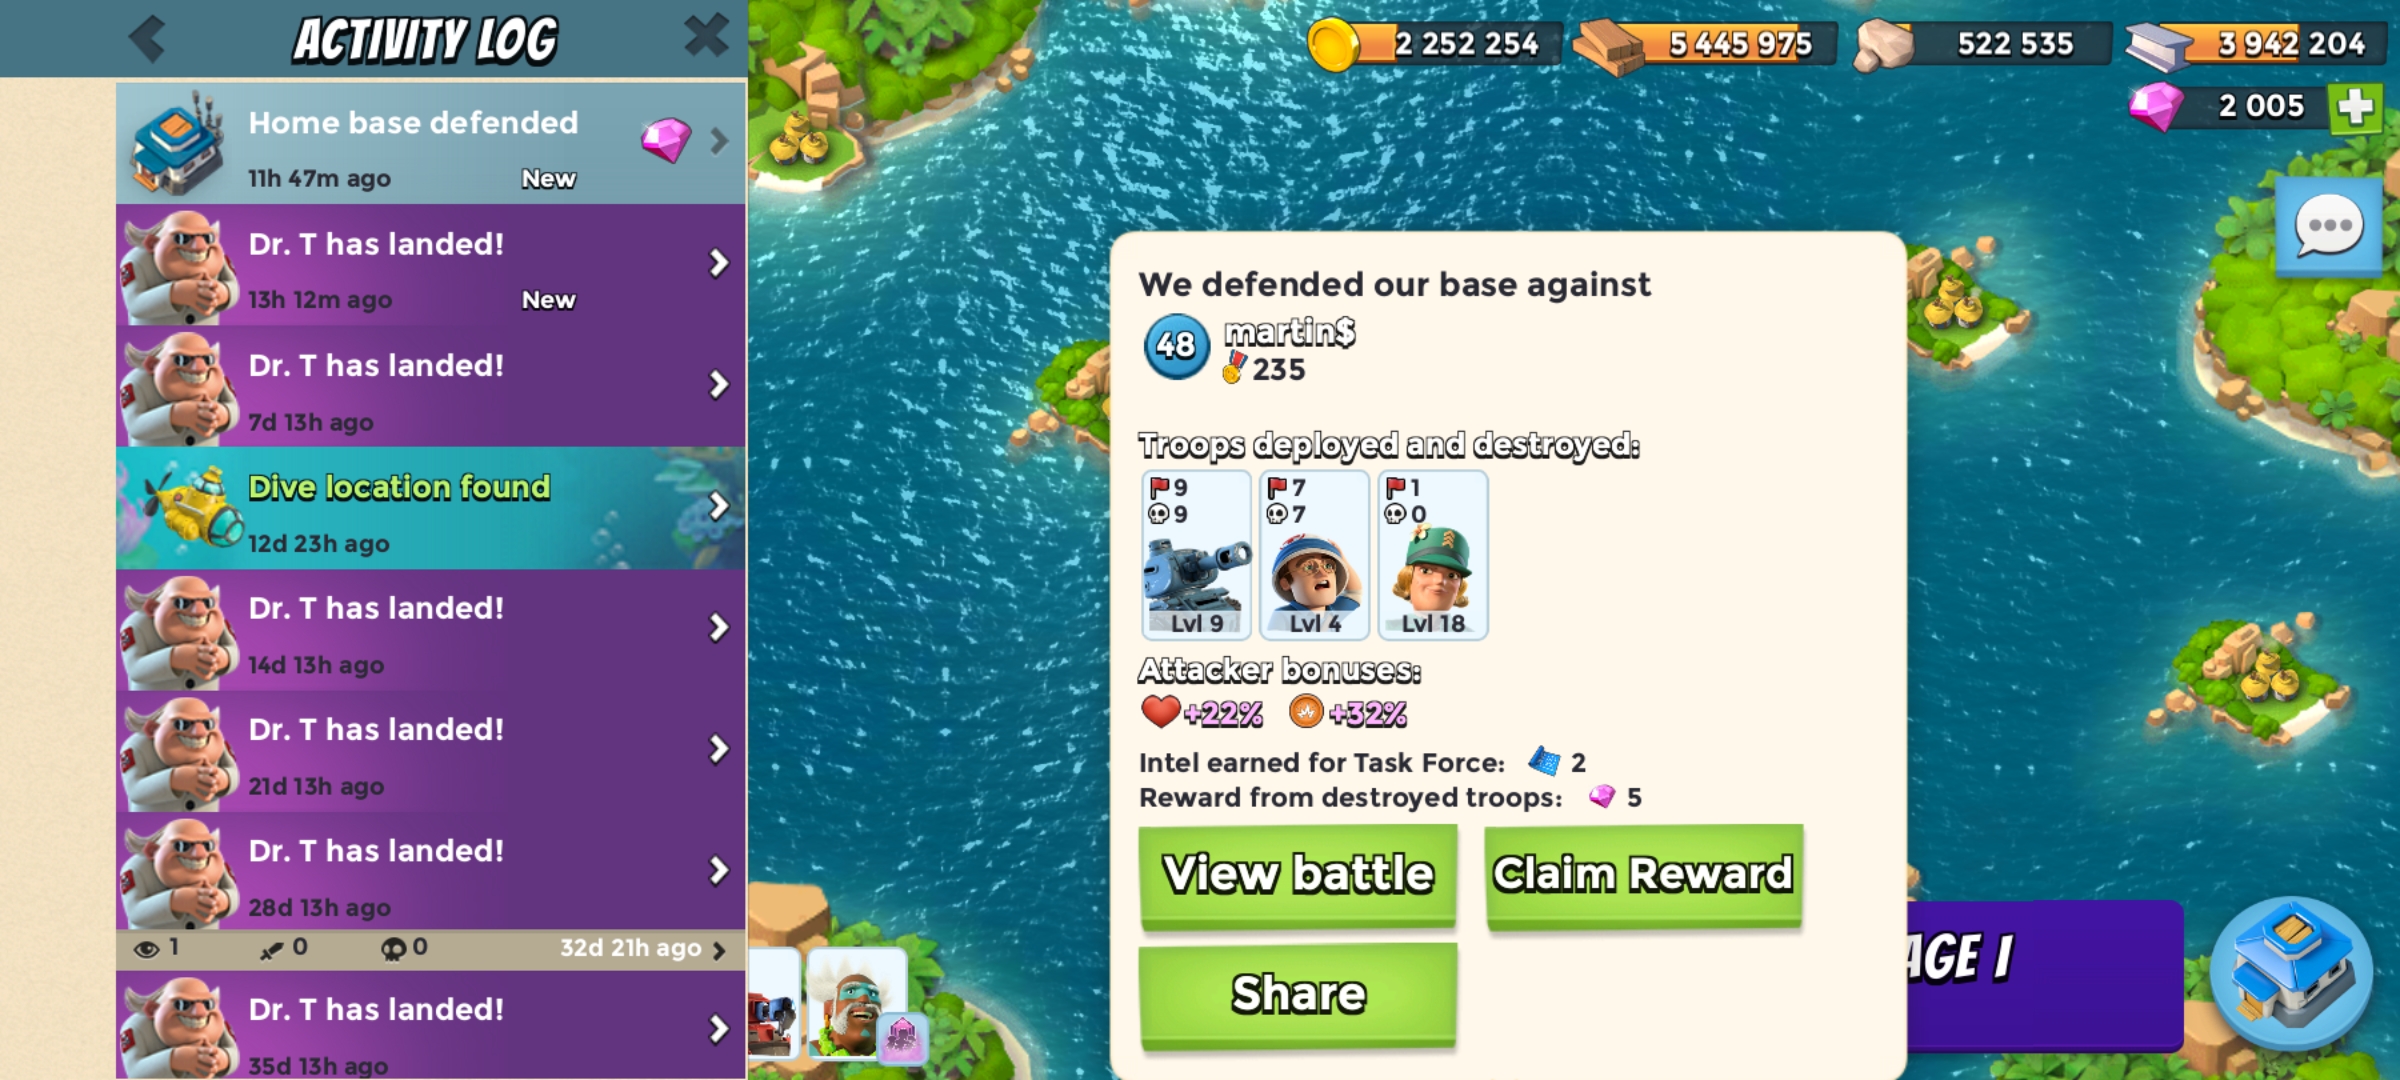 ACTIVITY LOG
Home base defended
11h 47m ago New
Dr. T has landed!
13h 12m ago New
Dr. T has landed!
7d 13h ago
Dive location found
12d 23h ago
Dr. T has landed!
14d 13h ago
Dr. T has landed!
21d 13h ago
Dr. T has landed!
28d 13h ago
1 0 0 32d 21h ago
Dr. T has landed!
35d 13h ago
2 252 254 5 445 975 522 535 3 942 204
2 005
We defended our base against
48 martin$
235
Troops deployed and destroyed:
9 7 1
9 7 0
Lvl 9 Lvl 4 Lvl 18
Attacker bonuses:
+22% +32%
Intel earned for Task Force: 2
Reward from destroyed troops: 5
View battle Claim Reward
Share
AGE I